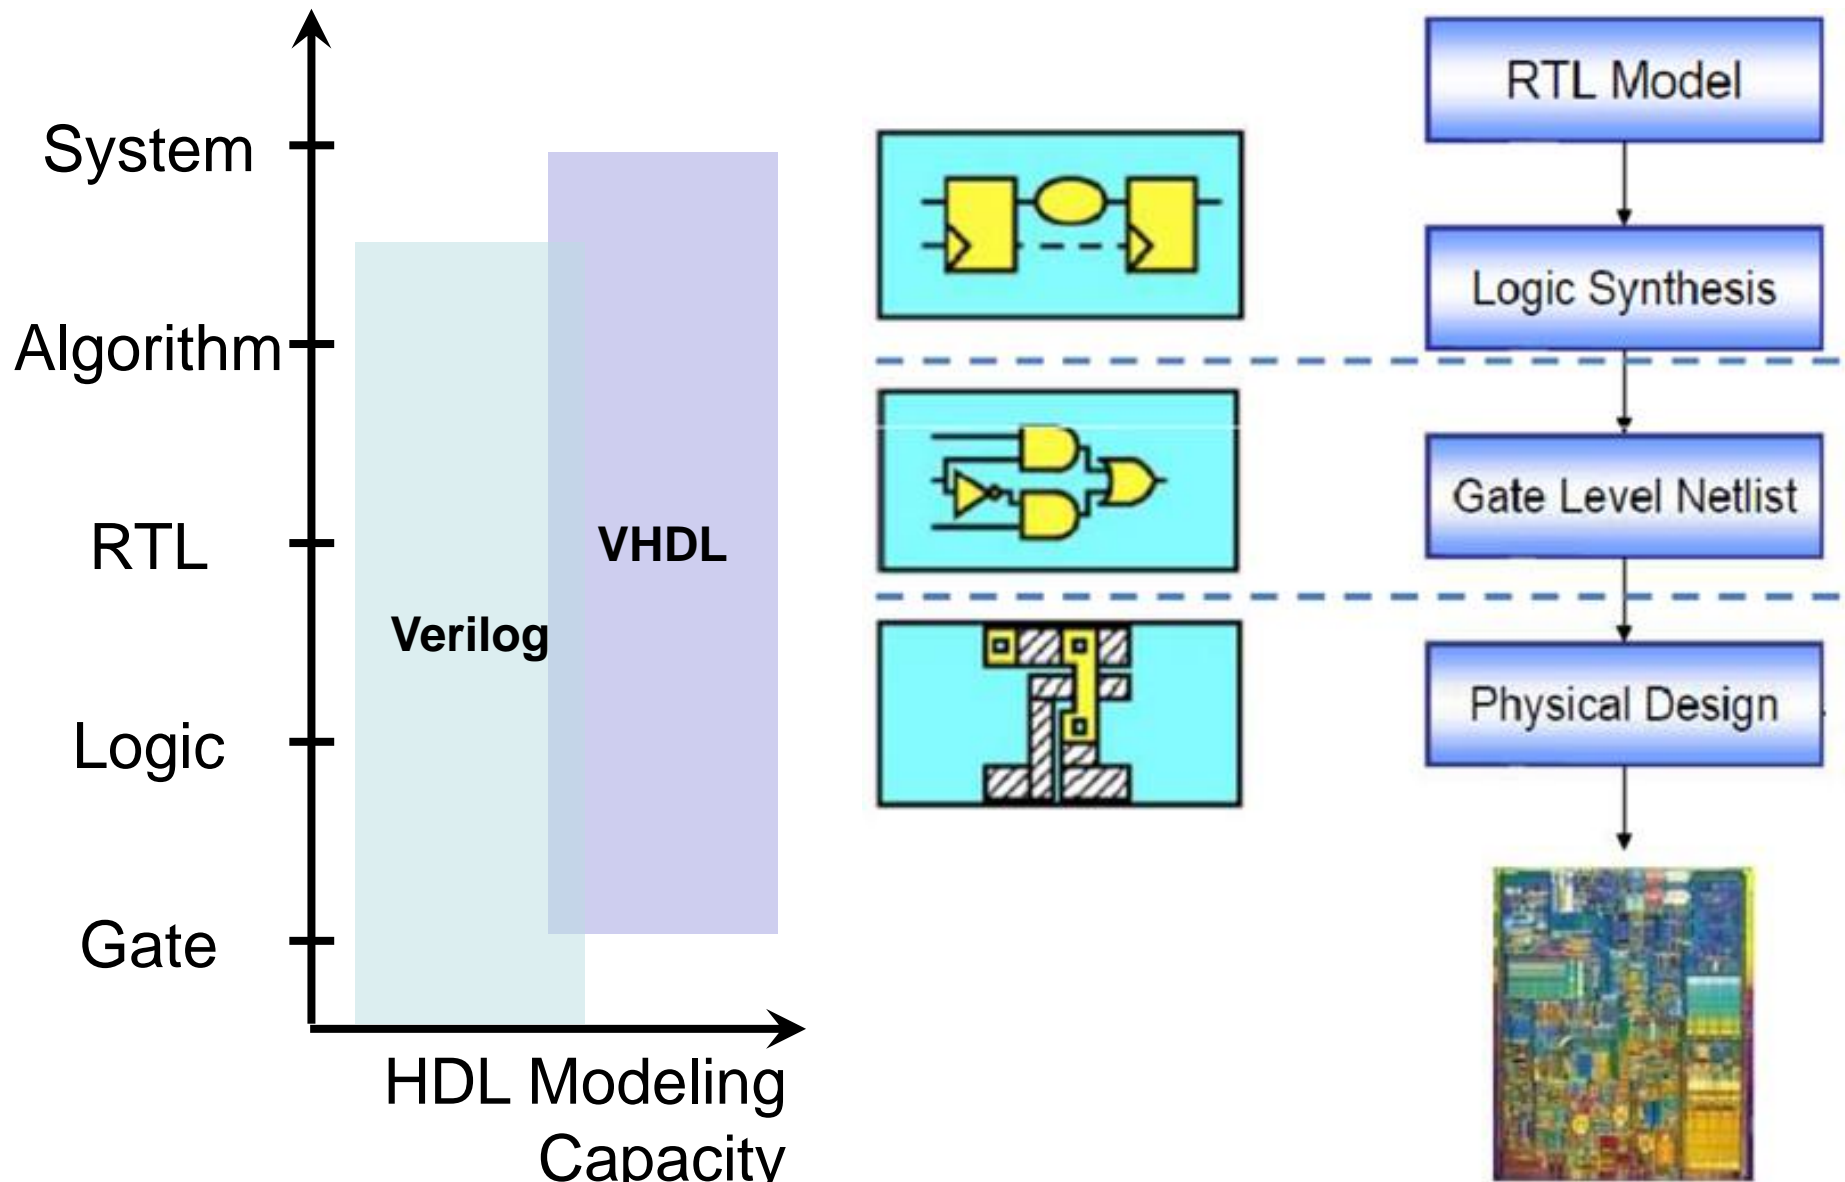 System
Algorithm
RTL
Logic
Gate
Verilog
VHDL
HDL Modeling
Capacity
RTL Model
Logic Synthesis
Gate Level Netlist
Physical Design